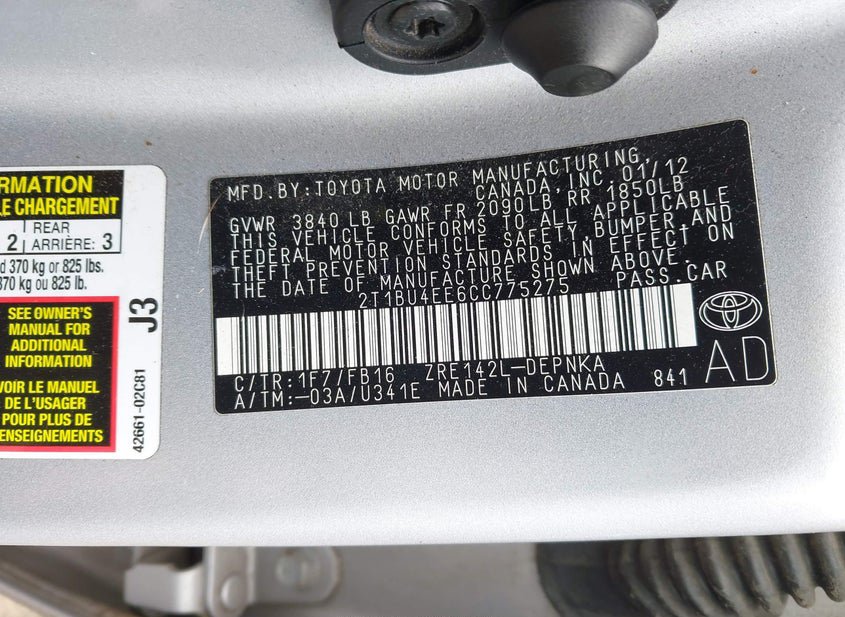 RMATION
E CHARGEMENT
2 REAR ARRIÈRE: 3
d 370 kg or 825 lbs.
370 kg ou 825 lb.
SEE OWNER'S
MANUAL FOR
ADDITIONAL
INFORMATION
VOIR LE MANUEL
DE L'USAGER
POUR PLUS DE
ENSEIGNEMENTS
J3
42661-02C81
MFD.BY:TOYOTA MOTOR MANUFACTURING,
CANADA,INC. 01/12
GVWR 3840LB GAWR FR 2090LB RR 1850LB
THIS VEHICLE CONFORMS TO ALL APPLICABLE
FEDERAL MOTOR VEHICLE SAFETY,BUMPER,AND
THEFT PREVENTION STANDARDS IN EFFECT ON
THE DATE OF MANUFACTURE SHOWN ABOVE.
2T1BU4EE6CC775275 PASS.CAR
C/TR:1F7/FB16 ZRE142L-DEPNKA
A/TM:-03A/U341E MADE IN CANADA 841
AD